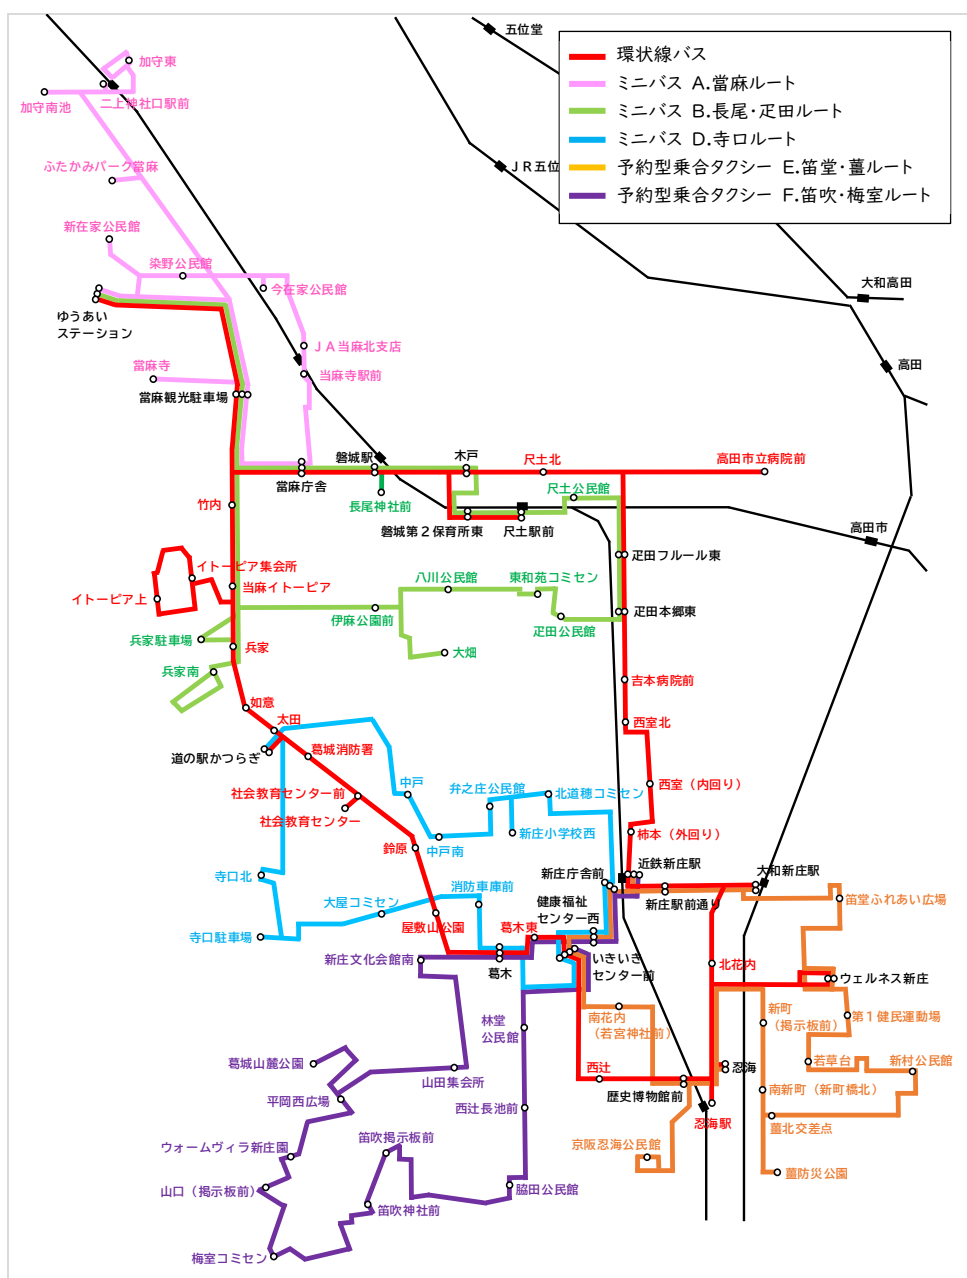 五位堂
環状線バス
ミニバス A.當麻ルート
ミニバス B.長尾・疋田ルート
ミニバス D.寺口ルート
予約型乗合タクシー E.笛堂・薑ルート
予約型乗合タクシー F.笛吹・梅室ルート
加守東
二上神社口駅前
加守南池
JR五位
ふたかみパーク當麻
新在家公民館
染野公民館
今在家公民館
大和高田
ゆうあい
ステーション
JA当麻北支店
高田
當麻寺
当麻寺駅前
當麻観光駐車場
磐城駅
木戸
尺土北
高田市立病院前
當麻庁舎
長尾神社前
尺土公民館
竹内
磐城第2保育所東
尺土駅前
高田市
疋田フルール東
イトーピア集会所
当麻イトーピア
イトーピア上
八川公民館
東和苑コミセン
伊麻公園前
疋田公民館
疋田本郷東
兵家駐車場
兵家
大畑
兵家南
吉本病院前
如意
太田
西室北
道の駅かつらぎ
葛城消防署
社会教育センター前
中戸
弁之庄公民館
北道穂コミセン
西室(内回り)
社会教育センター
新庄小学校西
柿本(外回り)
鈴原
中戸南
寺口北
消防車庫前
新庄庁舎前
近鉄新庄駅
大和新庄駅
大屋コミセン
健康福祉
センター西
新庄駅前通り
笛堂ふれあい広場
屋敷山公園
葛木東
寺口駐車場
新庄文化会館南
葛木
いきいき
センター前
北花内
ウェルネス新庄
林堂
公民館
南花内
(若宮神社前)
新町
(掲示板前)
第1健民運動場
葛城山麓公園
山田集会所
西辻
忍海
若草台
新村公民館
平岡西広場
西辻長池前
歴史博物館前
南新町(新町橋北)
忍海駅
薑北交差点
笛吹掲示板前
京阪忍海公民館
ウォームヴィラ新庄園
薑防災公園
山口(掲示板前)
脇田公民館
笛吹神社前
梅室コミセン